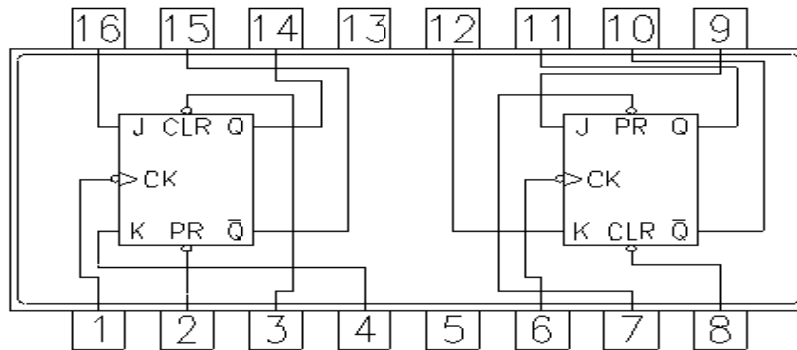 16 15 14 13 12 11 10 9
J CLR Q J PR Q
CK CK
K PR Q̅ K CLR Q̅
1 2 3 4 5 6 7 8